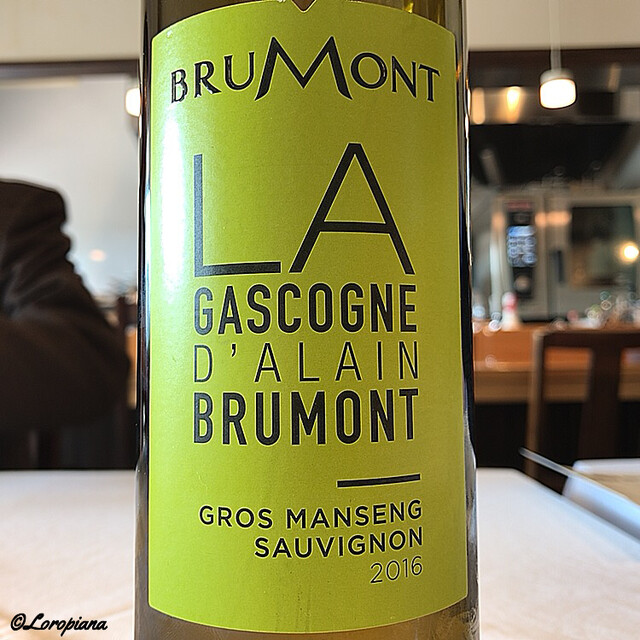 BRUMONT
LA
GASCOGNE
D'ALAIN
BRUMONT
GROS MANSENG
SAUVIGNON
2016
©Loropiana